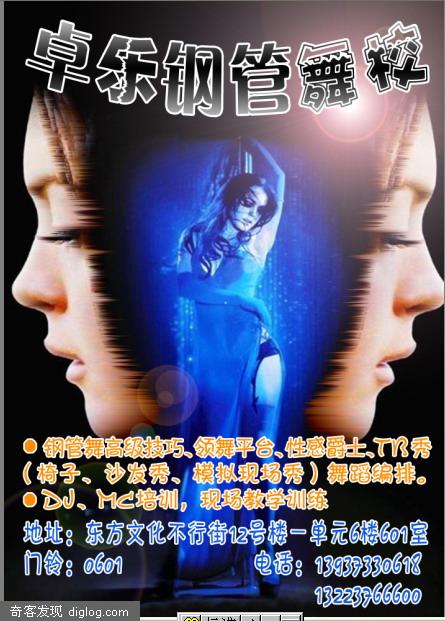 卓乐钢管舞校
● 钢管舞高级技巧、领舞平台、性感爵士、TB秀
(椅子、沙发秀、模拟现场秀)舞蹈编排。
● DJ、MC培训，现场教学训练
地址：东方文化不行街12号楼一单元6楼601室
门铃：0601 电话：13937330618
13223766600
奇客发现 diglog.com